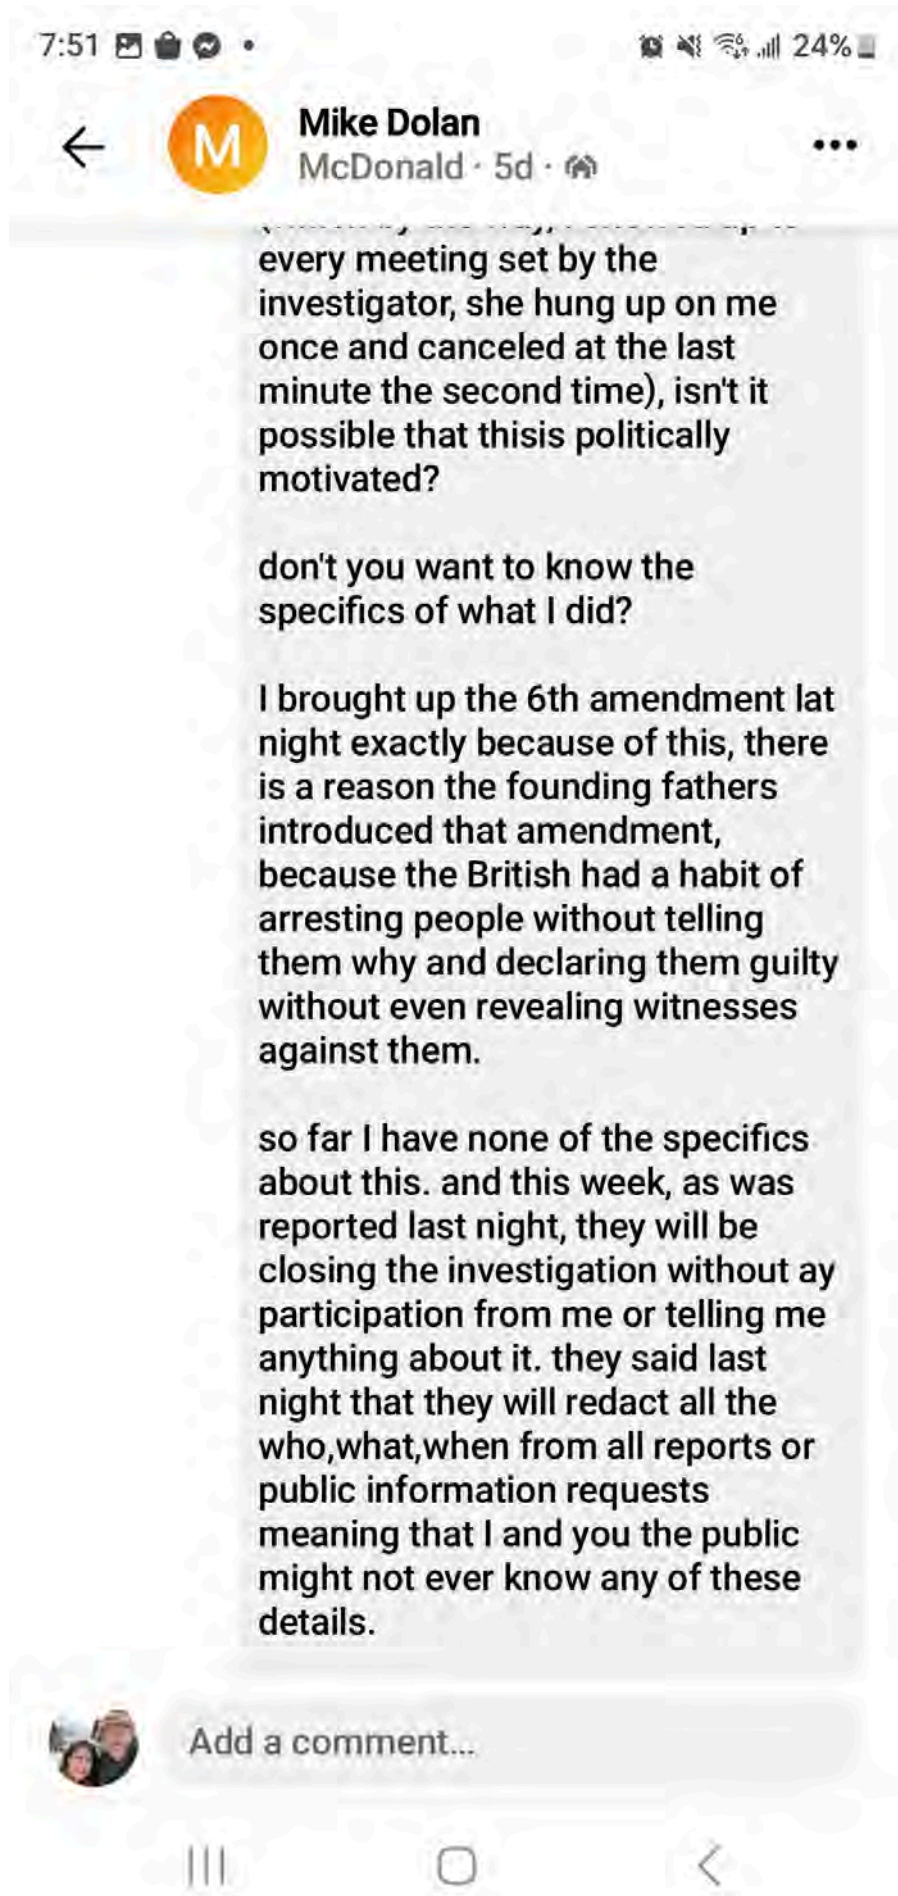 7:51
24%
Mike Dolan
M
McDonald · 5d ·
every meeting set by the
investigator, she hung up on me
once and canceled at the last
minute the second time), isn't it
possible that thisis politically
motivated?
don't you want to know the
specifics of what I did?
I brought up the 6th amendment lat
night exactly because of this, there
is a reason the founding fathers
introduced that amendment,
because the British had a habit of
arresting people without telling
them why and declaring them guilty
without even revealing witnesses
against them.
so far I have none of the specifics
about this. and this week, as was
reported last night, they will be
closing the investigation without ay
participation from me or telling me
anything about it. they said last
night that they will redact all the
who,what,when from all reports or
public information requests
meaning that I and you the public
might not ever know any of these
details.
Add a comment...